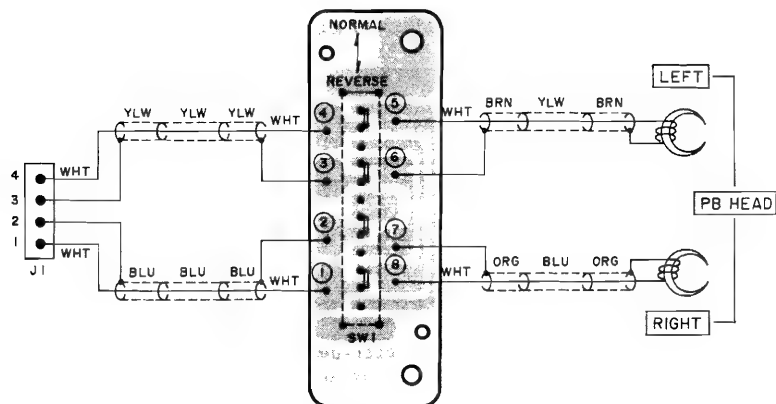 NORMAL
REVERSE
YLW YLW YLW
WHT
4
3
2
1
5
6
7
8
WHT
BRN YLW BRN
LEFT
4 WHT
3
2
1 WHT
J1
BLU BLU BLU
WHT
WHT
ORG BLU ORG
PB HEAD
RIGHT
SW1